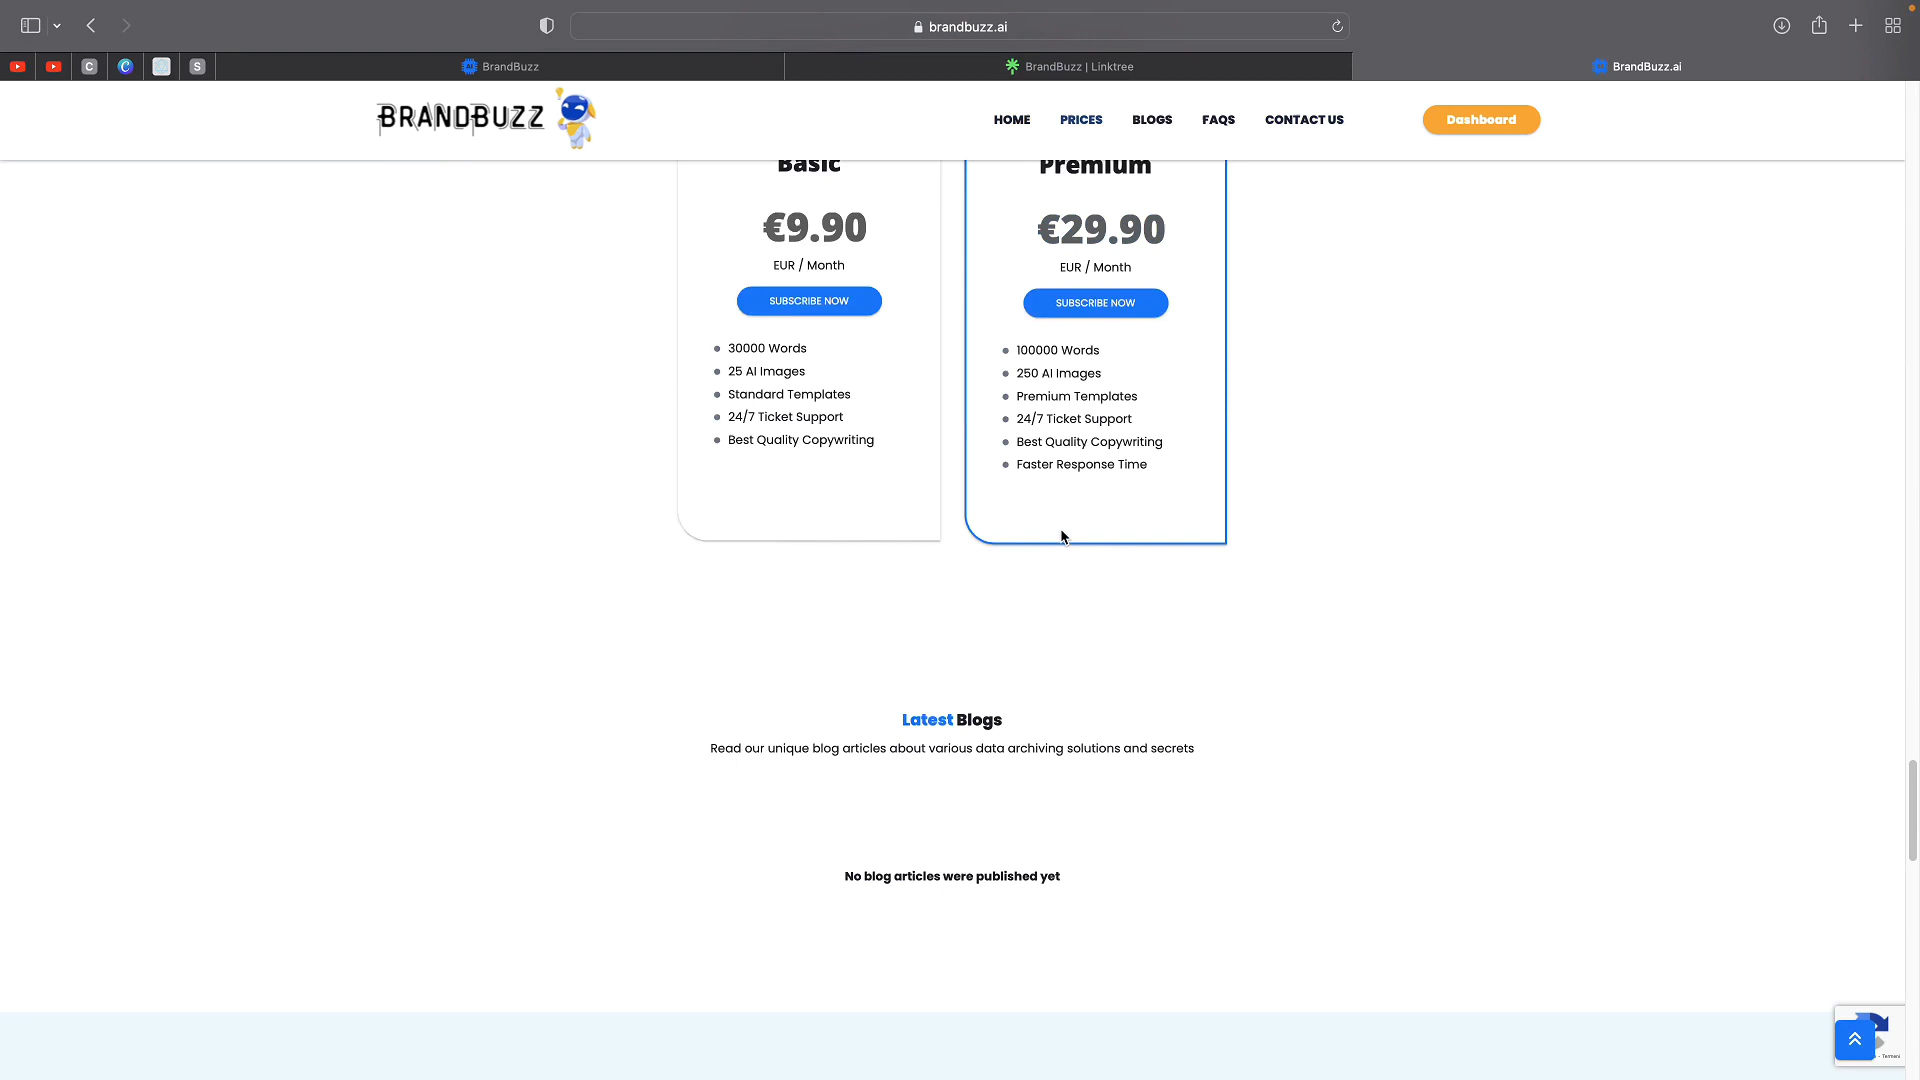 brandbuzz.ai
C
C
S
BrandBuzz
BrandBuzz | Linktree
BrandBuzz.ai
BRANDBUZZ
HOME
PRICES
BLOGS
FAQS
CONTACT US
Dashboard
Basic
€9.90
EUR / Month
SUBSCRIBE NOW
30000 Words
25 AI Images
Standard Templates
24/7 Ticket Support
Best Quality Copywriting
Premium
€29.90
EUR / Month
SUBSCRIBE NOW
100000 Words
250 AI Images
Premium Templates
24/7 Ticket Support
Best Quality Copywriting
Faster Response Time
Latest Blogs
Read our unique blog articles about various data archiving solutions and secrets
No blog articles were published yet
- Termeni